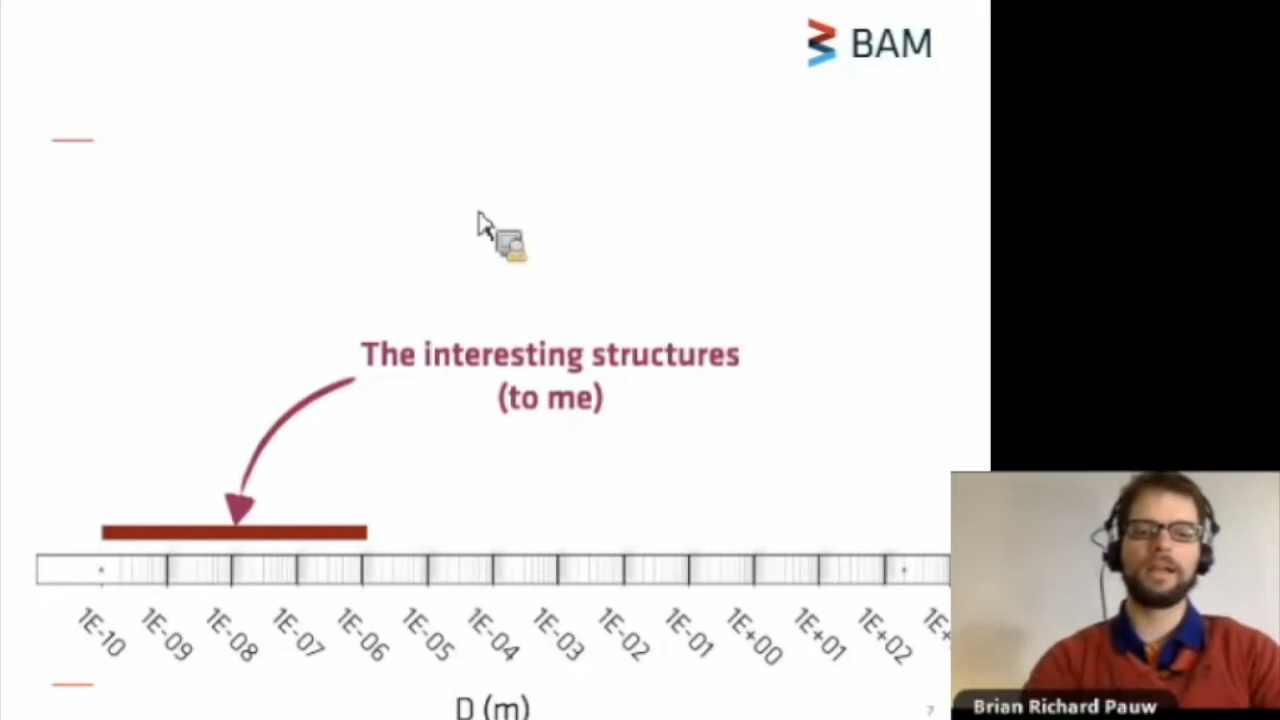 BAM
The interesting structures
(to me)
1E-10
1E-09
1E-08
1E-07
1E-06
1E-05
1E-04
1E-03
1E-02
1E-01
1E+00
1E+01
1E+02
1E+
D (m)
7
Brian Richard Pauw